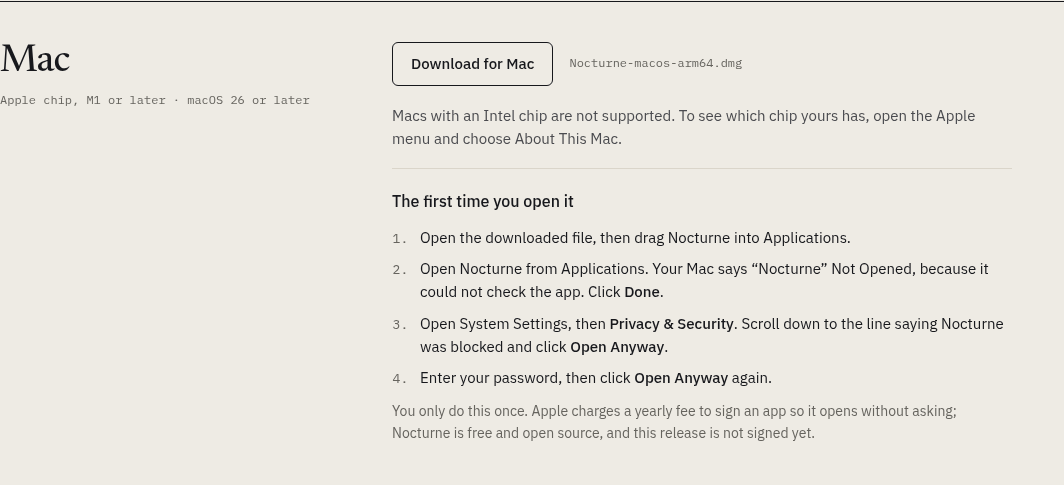 Mac
Apple chip, M1 or later · macOS 26 or later
Download for Mac
Nocturne-macos-arm64.dmg
Macs with an Intel chip are not supported. To see which chip yours has, open the Apple
menu and choose About This Mac.
The first time you open it
1. Open the downloaded file, then drag Nocturne into Applications.
2. Open Nocturne from Applications. Your Mac says “Nocturne” Not Opened, because it
could not check the app. Click Done.
3. Open System Settings, then Privacy & Security. Scroll down to the line saying Nocturne
was blocked and click Open Anyway.
4. Enter your password, then click Open Anyway again.
You only do this once. Apple charges a yearly fee to sign an app so it opens without asking;
Nocturne is free and open source, and this release is not signed yet.